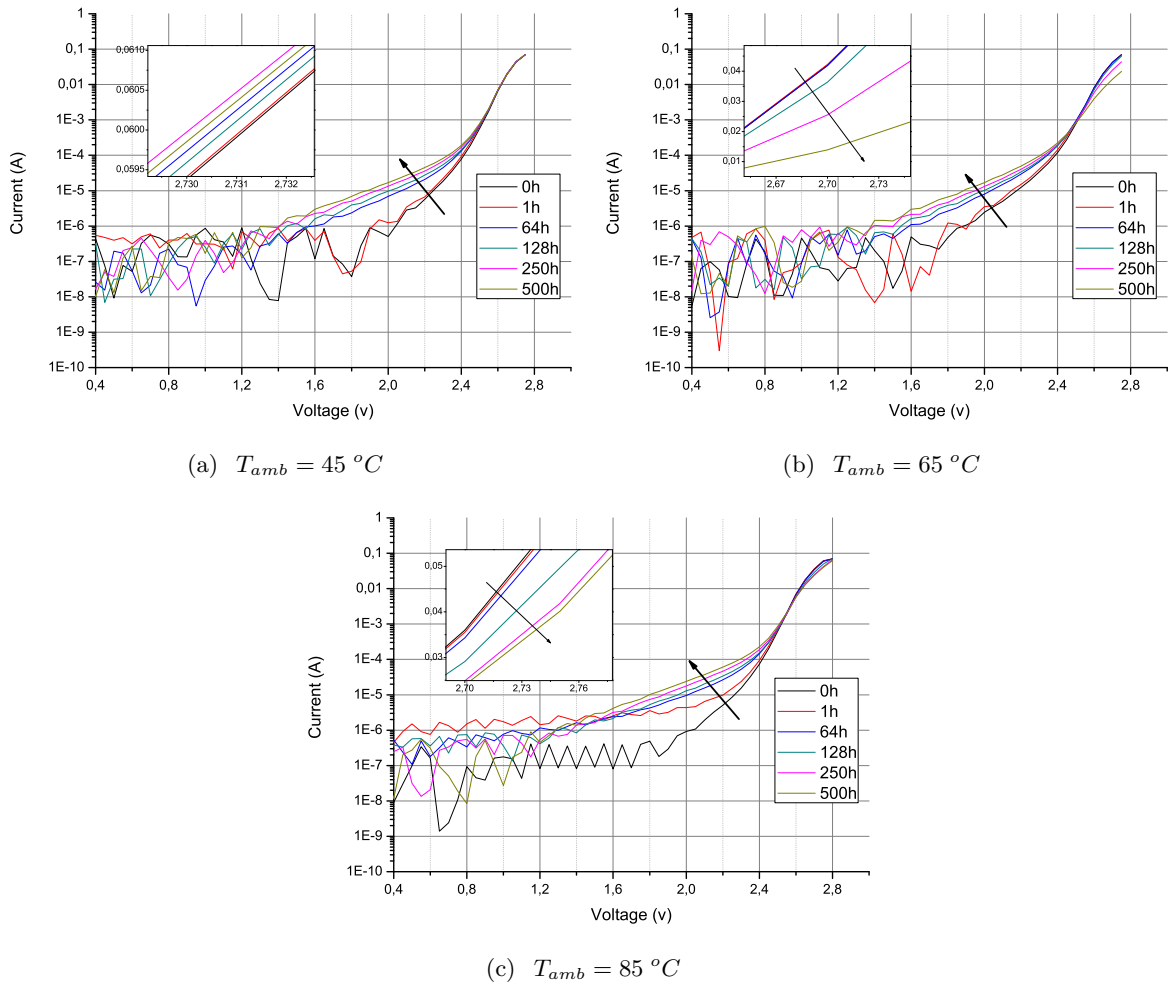 1
0,1
0,01
1E-3
1E-4
1E-5
1E-6
1E-7
1E-8
1E-9
1E-10
Current (A)
0,4 0,8 1,2 1,6 2,0 2,4 2,8
Voltage (v)
0,0610
0,0605
0,0600
0,0595
2,730 2,731 2,732
0h
1h
64h
128h
250h
500h
(a) T_amb = 45 °C
1
0,1
0,01
1E-3
1E-4
1E-5
1E-6
1E-7
1E-8
1E-9
1E-10
Current (A)
0,4 0,8 1,2 1,6 2,0 2,4 2,8
Voltage (v)
0,04
0,03
0,02
0,01
2,67 2,70 2,73
0h
1h
64h
128h
250h
500h
(b) T_amb = 65 °C
1
0,1
0,01
1E-3
1E-4
1E-5
1E-6
1E-7
1E-8
1E-9
1E-10
Current (A)
0,4 0,8 1,2 1,6 2,0 2,4 2,8
Voltage (v)
0,05
0,04
0,03
2,70 2,73 2,76
0h
1h
64h
128h
250h
500h
(c) T_amb = 85 °C